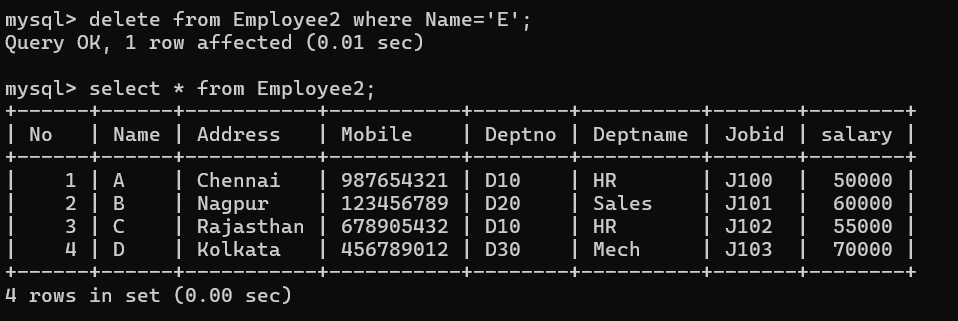 mysql> delete from Employee2 where Name='E';
Query OK, 1 row affected (0.01 sec)
mysql> select * from Employee2;
+------+------+-----------+-----------+--------+----------+-------+--------+
| No   | Name | Address   | Mobile    | Deptno | Deptname | Jobid | salary |
+------+------+-----------+-----------+--------+----------+-------+--------+
|    1 | A    | Chennai   | 987654321 | D10    | HR       | J100  |  50000 |
|    2 | B    | Nagpur    | 123456789 | D20    | Sales    | J101  |  60000 |
|    3 | C    | Rajasthan | 678905432 | D10    | HR       | J102  |  55000 |
|    4 | D    | Kolkata   | 456789012 | D30    | Mech     | J103  |  70000 |
+------+------+-----------+-----------+--------+----------+-------+--------+
4 rows in set (0.00 sec)